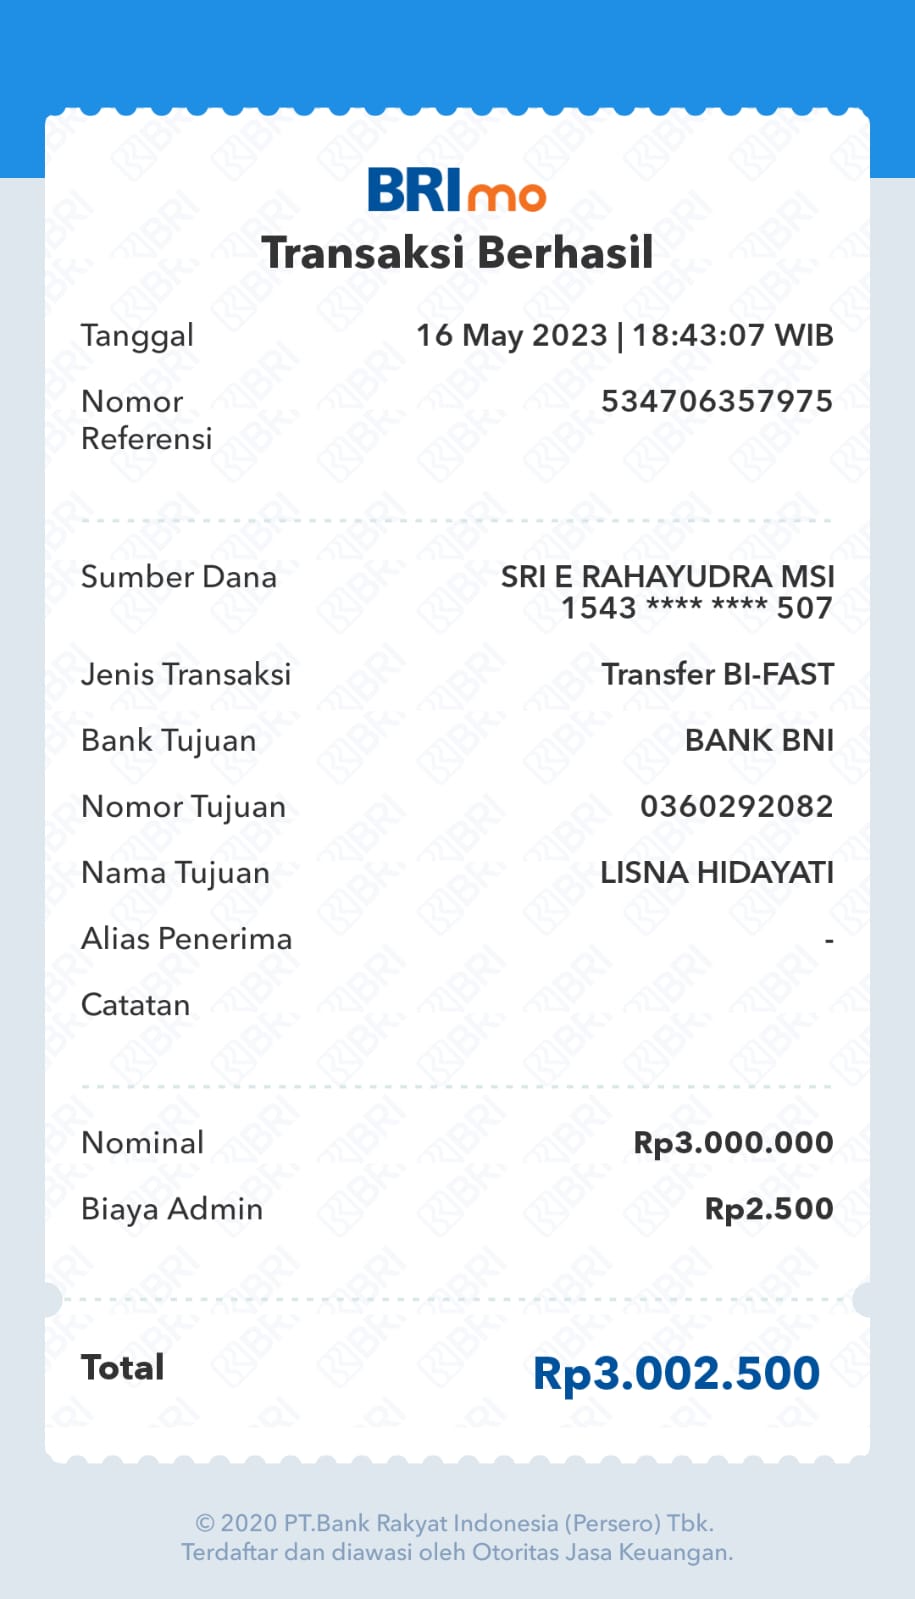 BRImo
Transaksi Berhasil
Tanggal 16 May 2023 | 18:43:07 WIB
Nomor Referensi 534706357975
Sumber Dana SRI E RAHAYUDRA MSI
1543 **** **** 507
Jenis Transaksi Transfer BI-FAST
Bank Tujuan BANK BNI
Nomor Tujuan 0360292082
Nama Tujuan LISNA HIDAYATI
Alias Penerima -
Catatan
Nominal Rp3.000.000
Biaya Admin Rp2.500
Total Rp3.002.500
© 2020 PT.Bank Rakyat Indonesia (Persero) Tbk.
Terdaftar dan diawasi oleh Otoritas Jasa Keuangan.